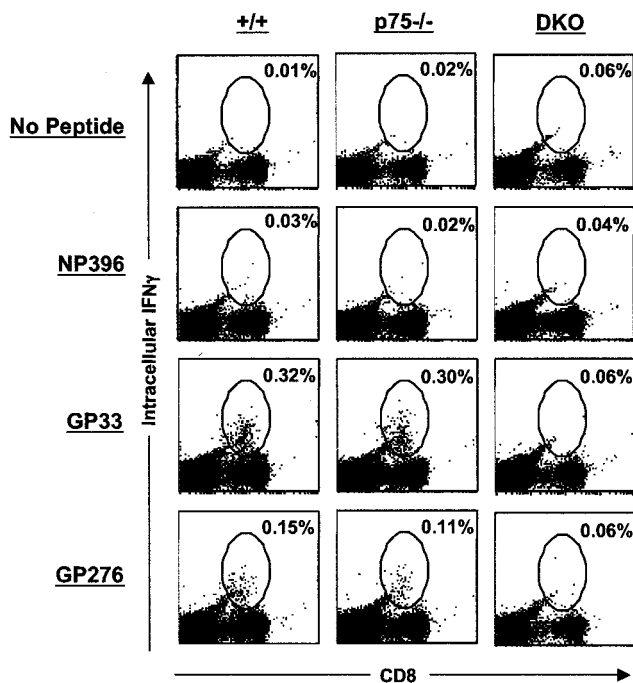 +/+ p75-/- DKO
No Peptide 0.01% 0.02% 0.06%
NP396 0.03% 0.02% 0.04%
GP33 0.32% 0.30% 0.06%
GP276 0.15% 0.11% 0.06%
Intracellular IFNγ
CD8